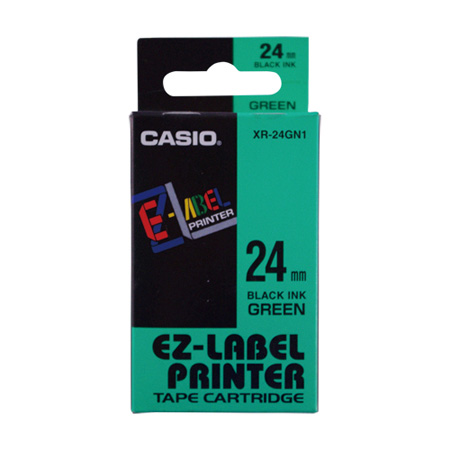 24 mm
BLACK INK
GREEN
CASIO®
XR-24GN1
E-LABEL
PRINTER
24 mm
BLACK INK
GREEN
EZ-LABEL
PRINTER
TAPE CARTRIDGE